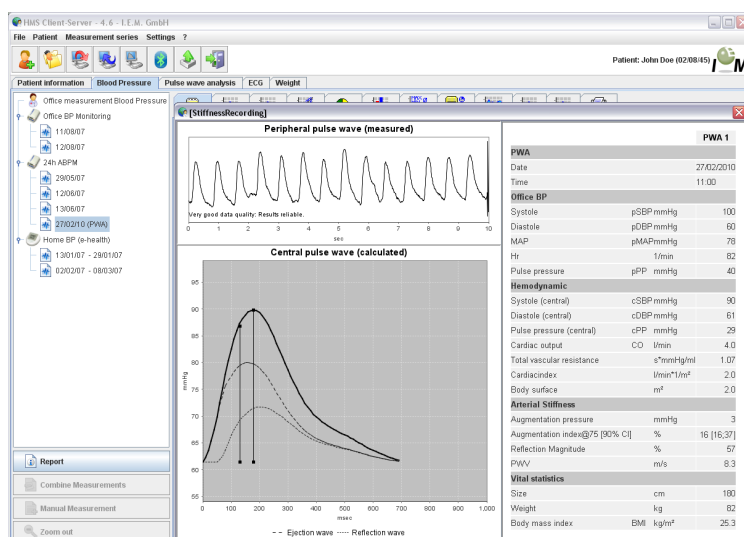 HMS Client-Server - 4.6 - I.E.M. GmbH
File Patient Measurement series Settings ?
Patient: John Doe (02/08/45)
Patient information Blood Pressure Pulse wave analysis ECG Weight
Office measurement Blood Pressure
Office BP Monitoring
11/08/07
12/08/07
24h ABPM
29/05/07
12/06/07
13/06/07
27/02/10 (PWA)
Home BP (e-health)
13/01/07 - 29/01/07
02/02/07 - 08/03/07
Report
Combine Measurements
Manual Measurement
Zoom out
[StiffnessRecording]
Peripheral pulse wave (measured)
Very good data quality: Results reliable.
0 1 2 3 4 5 6 7 8 9 10
sec
Central pulse wave (calculated)
95
90
85
80
75
70
65
60
55
mmHg
0 100 200 300 400 500 600 700 800 900 1,000
msec
Ejection wave Reflection wave
PWA 1
PWA
Date 27/02/2010
Time 11:00
Office BP
Systole pSBP mmHg 100
Diastole pDBP mmHg 60
MAP pMAP mmHg 78
Hr 1/min 82
Pulse pressure pPP mmHg 40
Hemodynamic
Systole (central) cSBP mmHg 90
Diastole (central) cDBP mmHg 61
Pulse pressure (central) cPP mmHg 29
Cardiac output CO l/min 4.0
Total vascular resistance s*mmHg/ml 1.07
Cardiacindex l/min*1/m² 2.0
Body surface m² 2.0
Arterial Stiffness
Augmentation pressure mmHg 3
Augmentation index@75 [90% CI] % 16 [16;37]
Reflection Magnitude % 57
PWV m/s 8.3
Vital statistics
Size cm 180
Weight kg 82
Body mass index BMI kg/m² 25.3